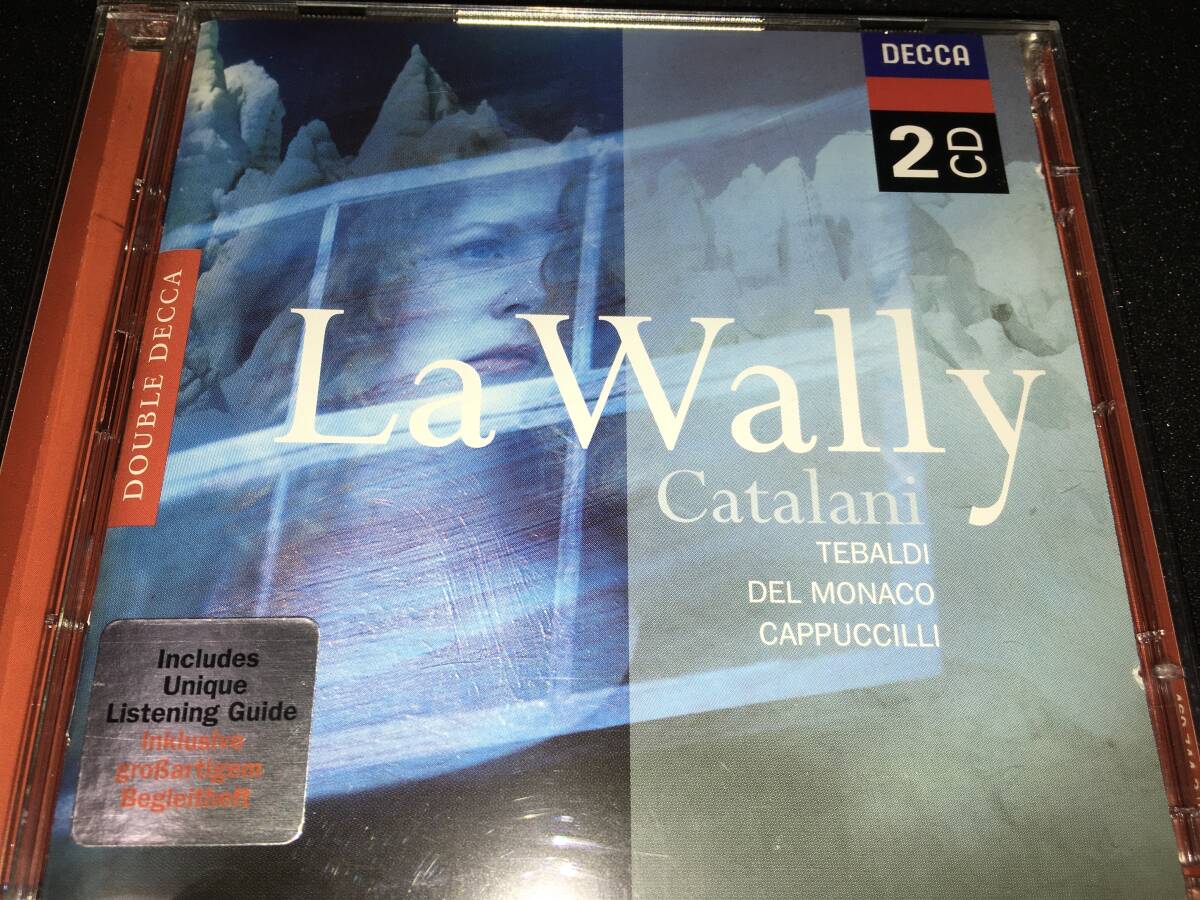 DECCA
2 CD
DOUBLE DECCA
La Wally
Catalani
TEBALDI
DEL MONACO
CAPPUCCILLI
Includes
Unique
Listening Guide
Inklusive
großartigem
Begleitheft